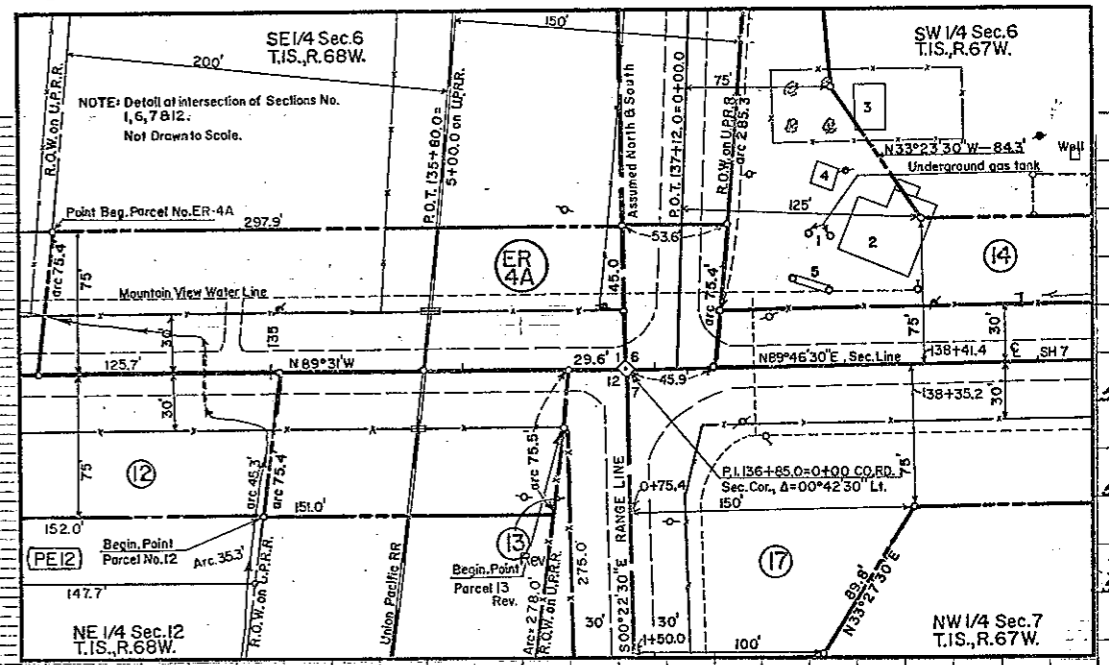 SE 1/4 Sec.6
T.1S.,R.68W.
150'
SW 1/4 Sec.6
T.1S.,R.67W.
200'
75'
NOTE: Detail at intersection of Sections No.
1,6,7&12.
Not Drawn to Scale.
R.O.W. on U.P.R.R.
P.O.T. 135+80.0=
5+00.0 on U.P.R.R.
Assumed North & South
P.O.T. 137+12.0=0+00.0
R.O.W. on U.P.R.R.
arc 285.3'
3
N33°23'30"W-84.3'
Well
Underground gas tank
4
125'
Point Beg. Parcel No.ER-4A
297.9'
53.6'
1
2
ER
4A
14
arc 75.4'
75'
145.0
arc 75.4'
5
Mountain View Water Line
30'
135
75'
30'
125.7'
N89°31'W
29.6'
1 6
12 7
45.9'
N89°46'30"E, Sec. Line
138+41.4
℄ SH 7
138+35.2
30'
30'
75'
12
arc 45.3'
arc 75.4'
arc 75.5'
P.I.136+85.0=0+00 CO.RD.
Sec.Cor., Δ=00°42'30" Lt.
0+75.4
75'
150'
152.0'
151.0'
PE12
Begin. Point
Parcel No.12
Arc.35.3'
13
Rev.
Begin. Point
Parcel 13
Rev.
17
147.7'
R.O.W. on U.P.R.R.
Union Pacific RR
Arc=278.0'
R.O.W. on U.P.R.R.
275.0'
S00°22'30"E RANGE LINE
89.8'
N33°27'30"E
30'
30'
1+50.0
100'
NE 1/4 Sec.12
T.1S.,R.68W.
NW 1/4 Sec.7
T.1S.,R.67W.